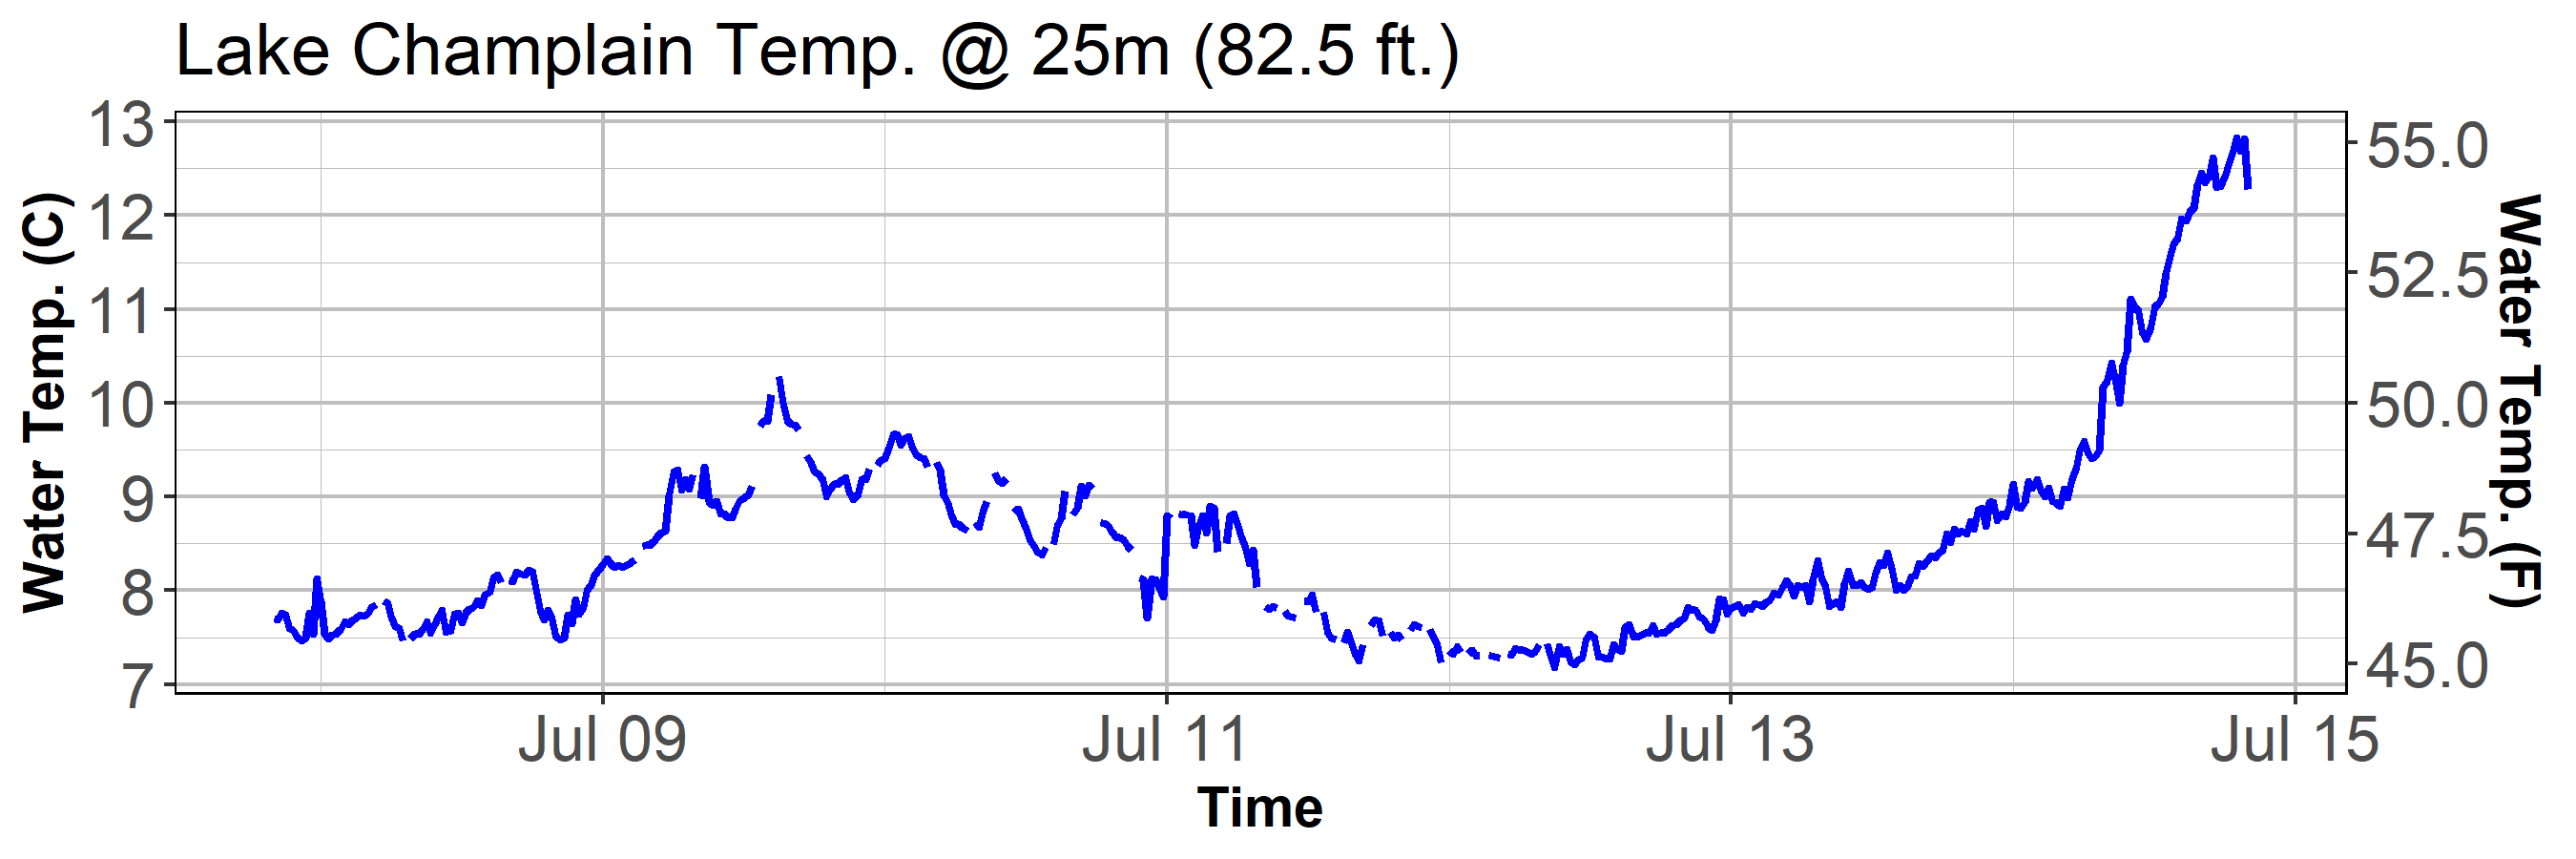 Lake Champlain Temp. @ 25m (82.5 ft.)
Water Temp. (C)
13
12
11
10
9
8
7
55.0
52.5
50.0
47.5
45.0
Water Temp. (F)
Jul 09 Jul 11 Jul 13 Jul 15
Time